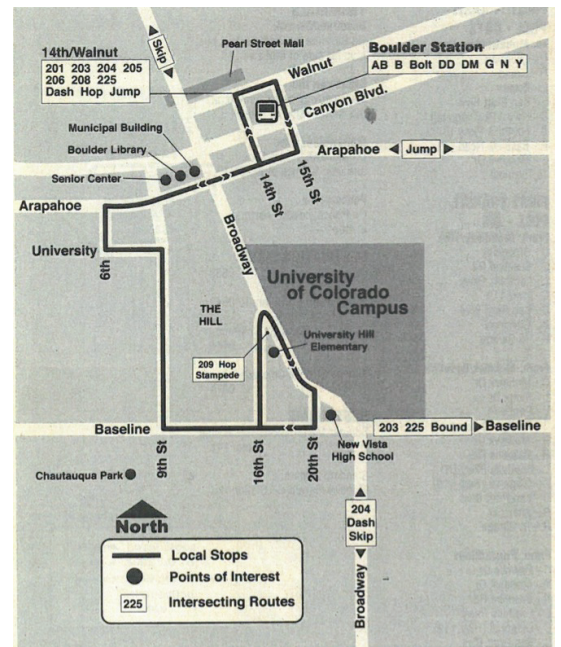 Skip
Pearl Street Mall
14th/Walnut
201 203 204 205
206 208 225
Dash Hop Jump
Boulder Station
AB B Bolt DD DM G N Y
Walnut
Canyon Blvd.
Municipal Building
Boulder Library
Senior Center
Arapahoe
Jump
14th St
15th St
Arapahoe
University
6th
Broadway
University
of Colorado
Campus
THE
HILL
University Hill
Elementary
209 Hop
Stampede
Baseline
203 225 Bound
Baseline
9th St
16th St
20th St
New Vista
High School
Chautauqua Park
North
204
Dash
Skip
Broadway
Local Stops
Points of Interest
225
Intersecting Routes